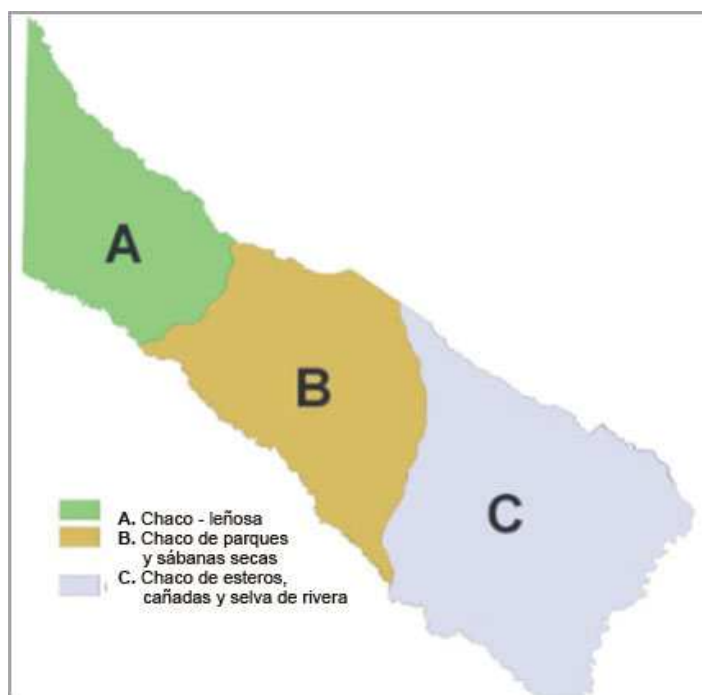 A
B
C
A. Chaco - leñosa
B. Chaco de parques
y sábanas secas
C. Chaco de esteros,
cañadas y selva de rivera